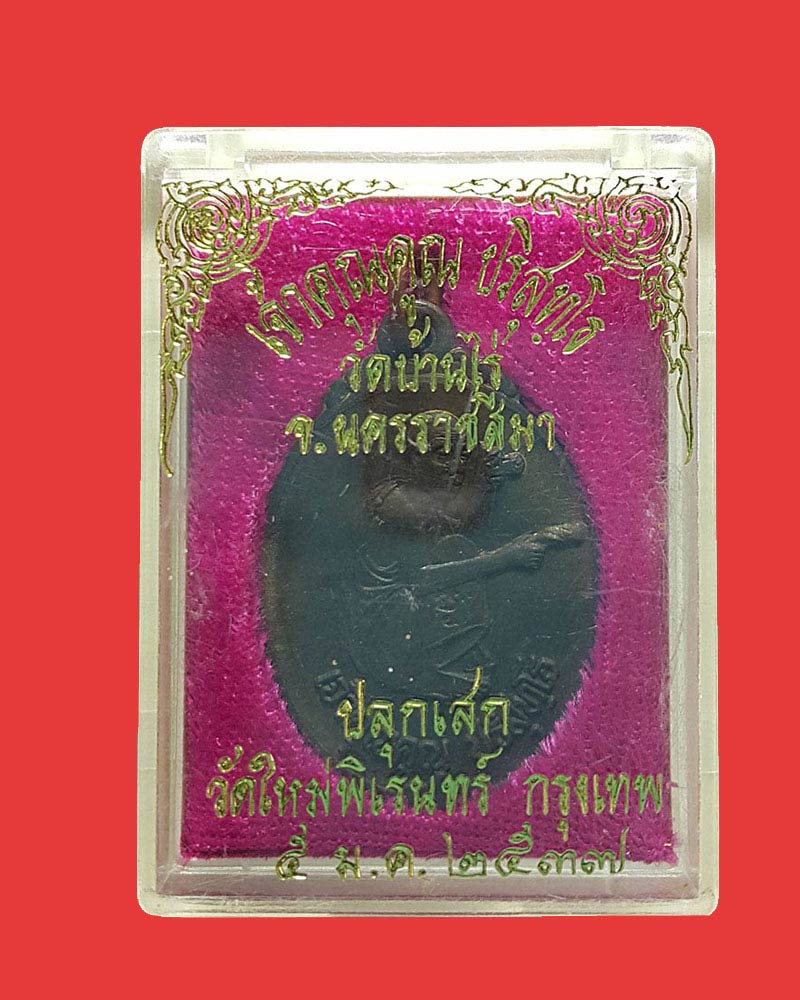 เจ้าคุณคูณ ปริสุทฺโธ
วัดบ้านไร่
จ.นครราชสีมา
ปลุกเสก
วัดใหม่พิเรนทร์ กรุงเทพ
๕ ม.ค. ๒๕๓๗